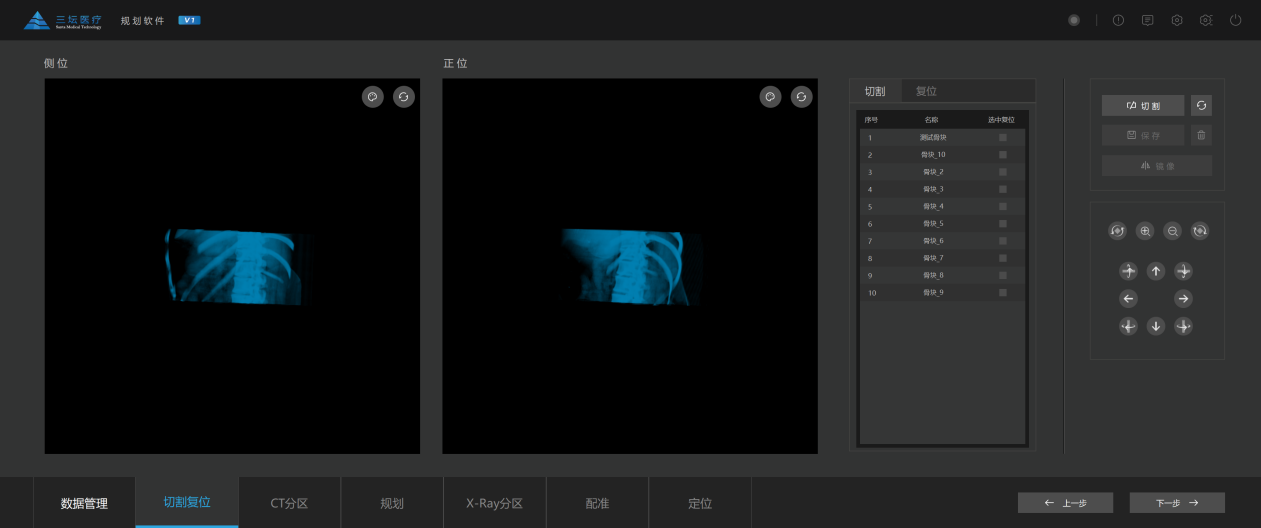 三坛医疗 规划软件 V1
Santa Medical Technology
侧位
正位
切割 复位
序号 名称 选中复位
1 测试骨块
2 骨块_10
3 骨块_2
4 骨块_3
5 骨块_4
6 骨块_5
7 骨块_6
8 骨块_7
9 骨块_8
10 骨块_9
切割
保存
镜像
数据管理 切割复位 CT分区 规划 X-Ray分区 配准 定位
上一步 下一步